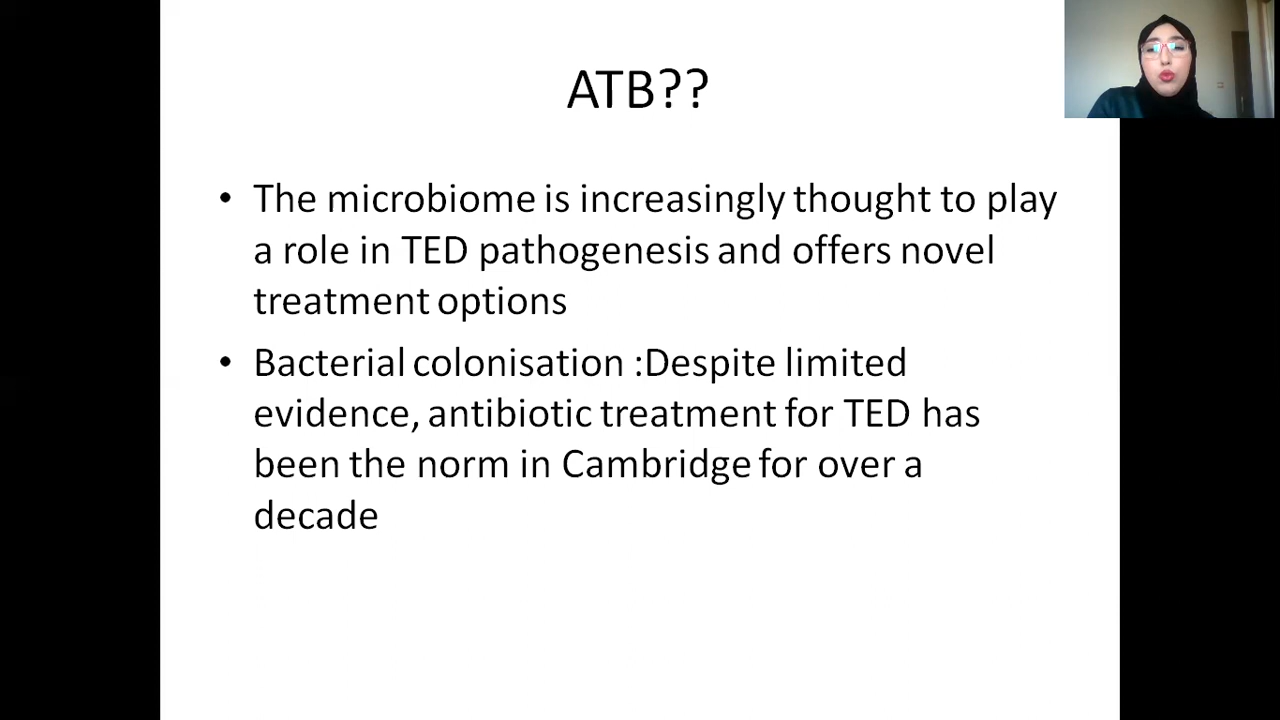 ATB??
• The microbiome is increasingly thought to play
a role in TED pathogenesis and offers novel
treatment options
• Bacterial colonisation :Despite limited
evidence, antibiotic treatment for TED has
been the norm in Cambridge for over a
decade